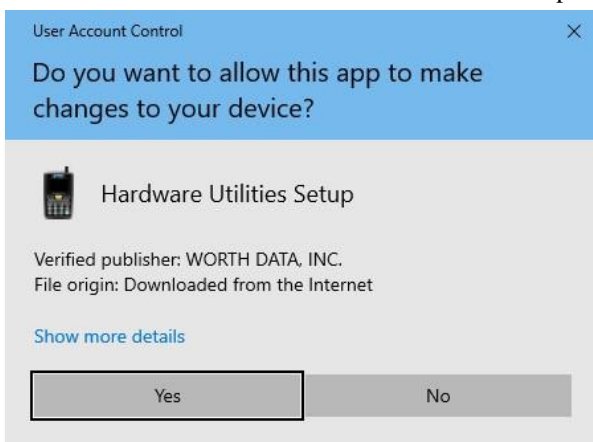 User Account Control
Do you want to allow this app to make
changes to your device?
Hardware Utilities Setup
Verified publisher: WORTH DATA, INC.
File origin: Downloaded from the Internet
Show more details
Yes
No